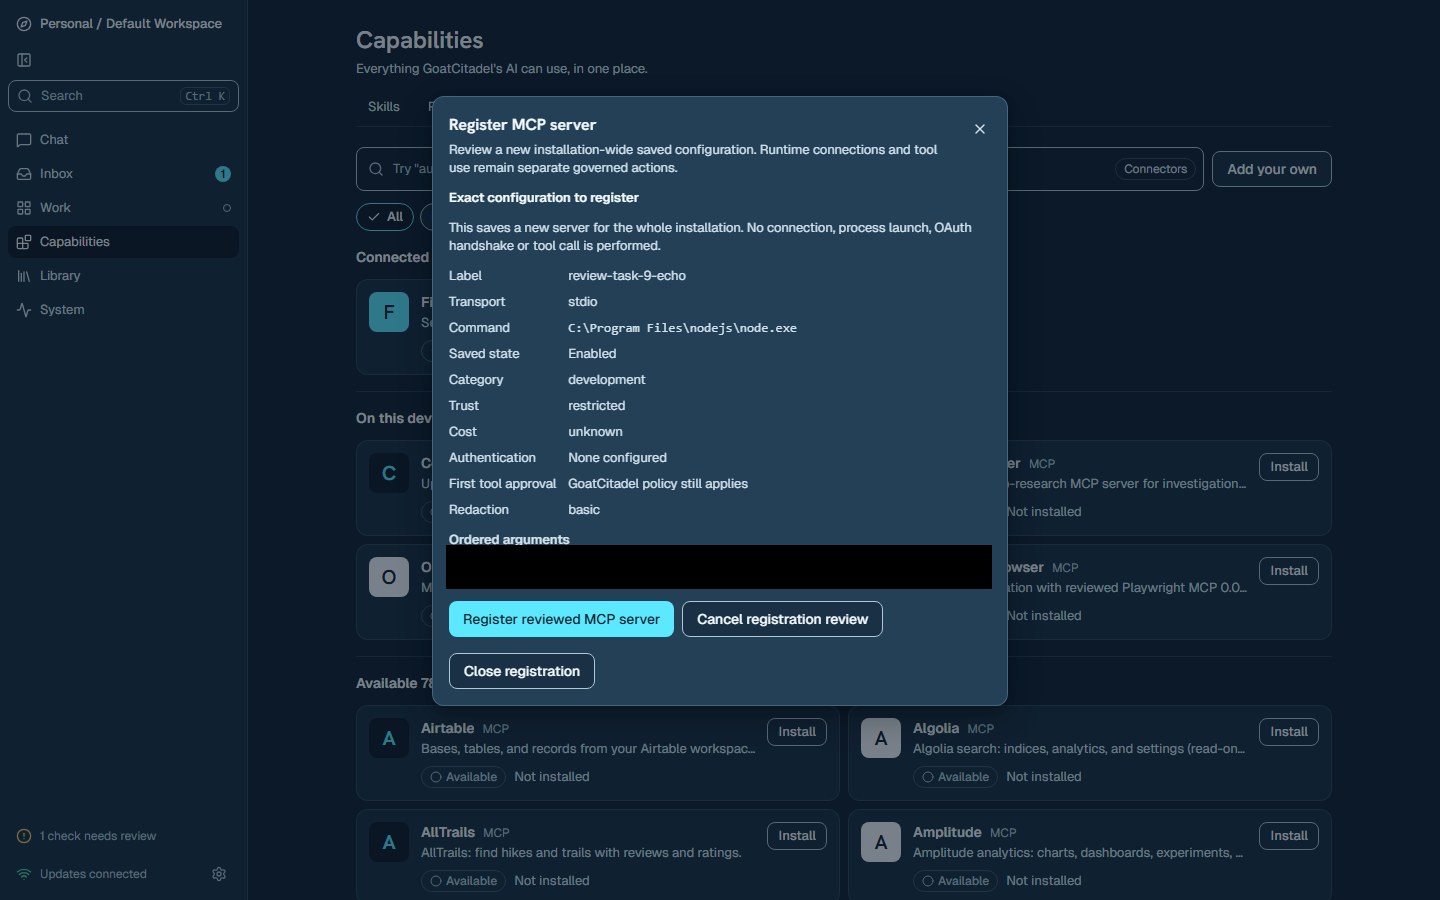 Personal / Default Workspace
Search
Ctrl K
Chat
Inbox
1
Work
Capabilities
Library
System
1 check needs review
Updates connected
Capabilities
Everything GoatCitadel's AI can use, in one place.
Skills
Try "au
Connectors
Add your own
All
Connected
F
On this dev
C
MCP
Install
-research MCP server for investigation...
Not installed
O
owser MCP
Install
ation with reviewed Playwright MCP 0.0...
Not installed
Available 78
A
Airtable MCP
Install
Bases, tables, and records from your Airtable workspac...
Available
Not installed
A
Algolia MCP
Install
Algolia search: indices, analytics, and settings (read-on...
Available
Not installed
A
AllTrails MCP
Install
AllTrails: find hikes and trails with reviews and ratings.
Available
Not installed
A
Amplitude MCP
Install
Amplitude analytics: charts, dashboards, experiments, ...
Available
Not installed
Register MCP server
Review a new installation-wide saved configuration. Runtime connections and tool
use remain separate governed actions.
Exact configuration to register
This saves a new server for the whole installation. No connection, process launch, OAuth
handshake or tool call is performed.
Label review-task-9-echo
Transport stdio
Command C:\Program Files\nodejs\node.exe
Saved state Enabled
Category development
Trust restricted
Cost unknown
Authentication None configured
First tool approval GoatCitadel policy still applies
Redaction basic
Ordered arguments
Register reviewed MCP server
Cancel registration review
Close registration